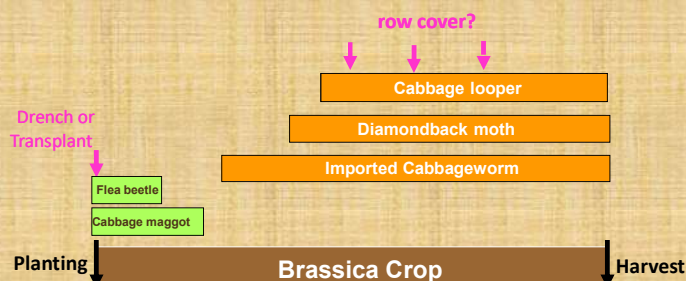 row cover?
Cabbage looper
Drench or
Transplant
Diamondback moth
Imported Cabbageworm
Flea beetle
Cabbage maggot
Planting
Brassica Crop
Harvest